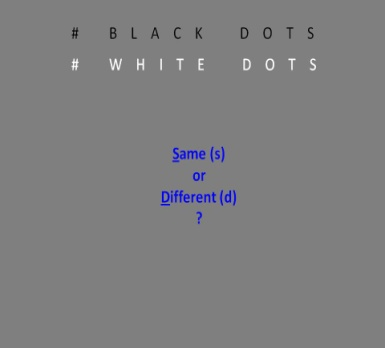 # BLACK DOTS
# WHITE DOTS
Same (s)
or
Different (d)
?